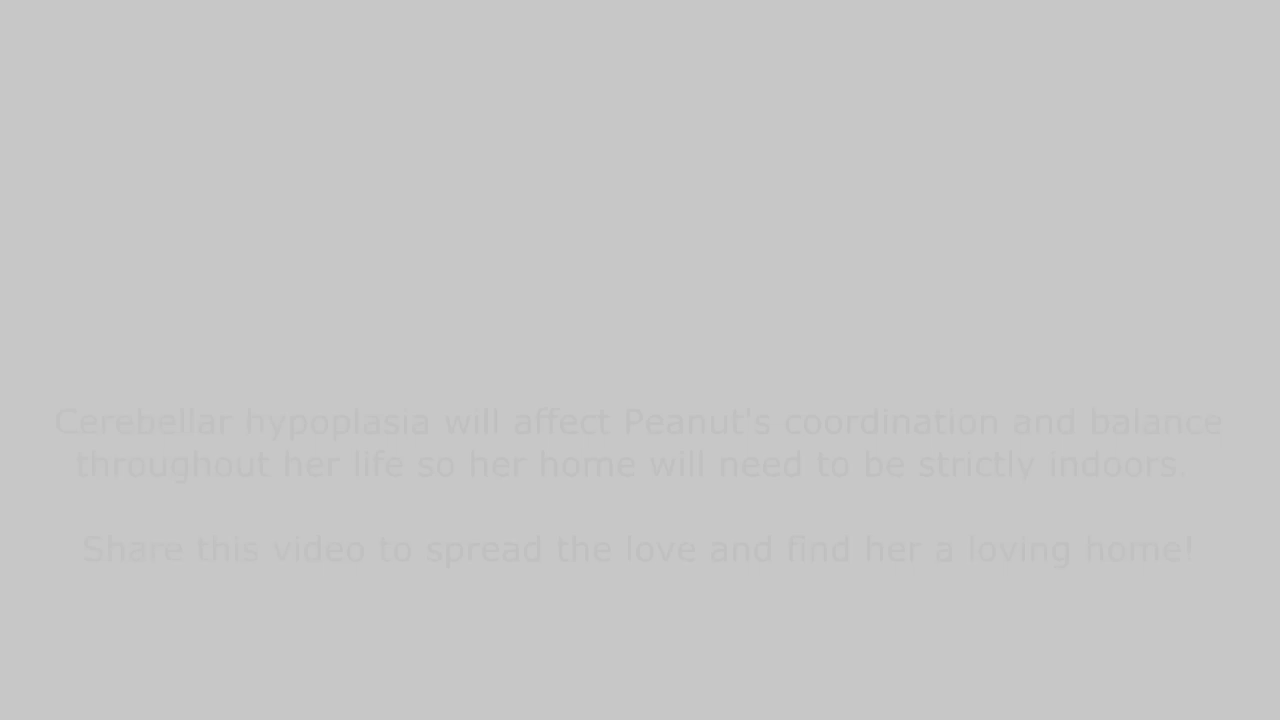 Cerebellar hypoplasia will affect Peanut's coordination and balance
throughout her life so her home will need to be strictly indoors.
Share this video to spread the love and find her a loving home!